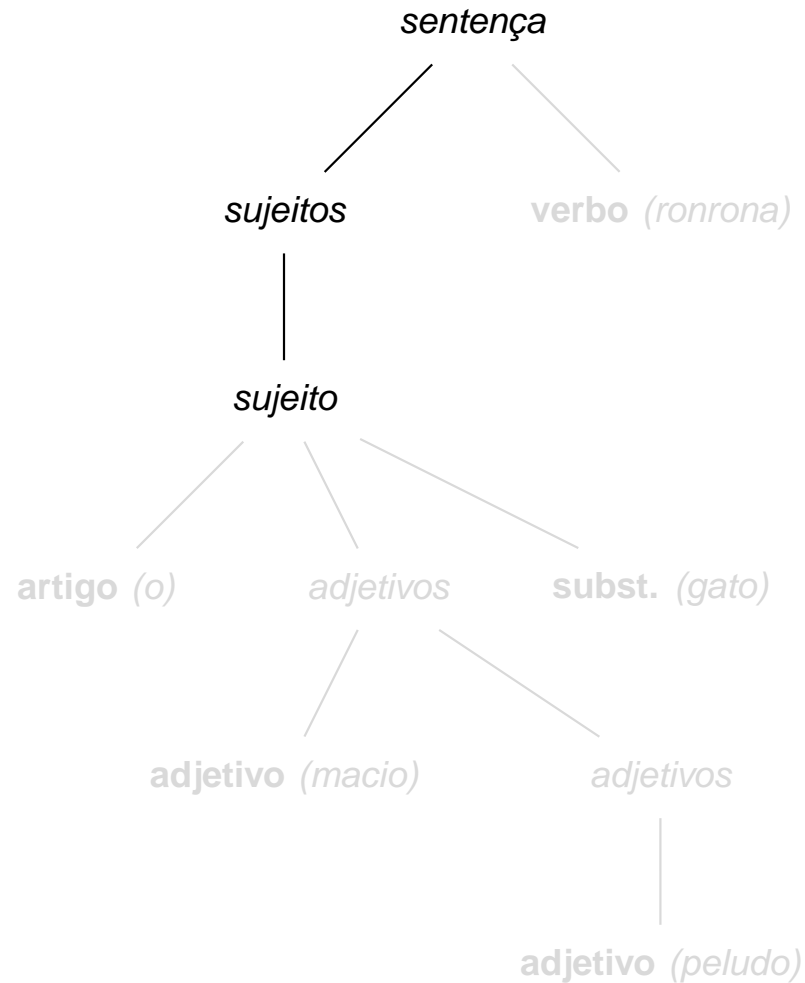 sentença
sujeitos verbo (ronrona)
sujeito
artigo (o) adjetivos subst. (gato)
adjetivo (macio) adjetivos
adjetivo (peludo)